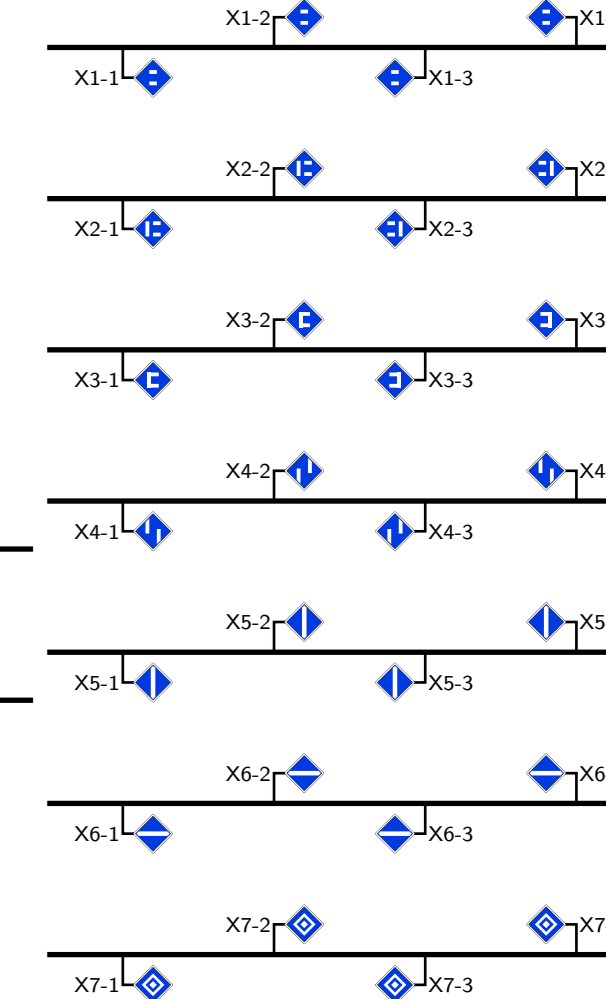 X1-2 X1-
X1-1 X1-3
X2-2 X2
X2-1 X2-3
X3-2 X3
X3-1 X3-3
X4-2 X4
X4-1 X4-3
X5-2 X5
X5-1 X5-3
X6-2 X6
X6-1 X6-3
X7-2 X7-
X7-1 X7-3